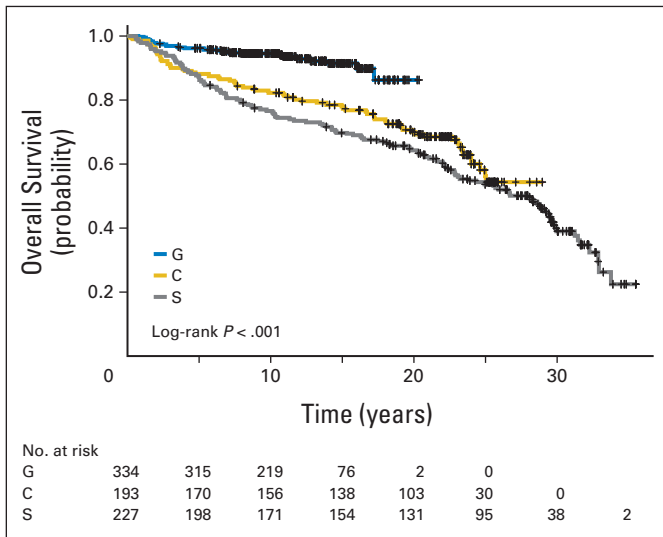 1.0
0.8
0.6
0.4
0.2
Overall Survival
(probability)
G
C
S
Log-rank P < .001
0 10 20 30
Time (years)
No. at risk
G 334 315 219 76 2 0
C 193 170 156 138 103 30 0
S 227 198 171 154 131 95 38 2